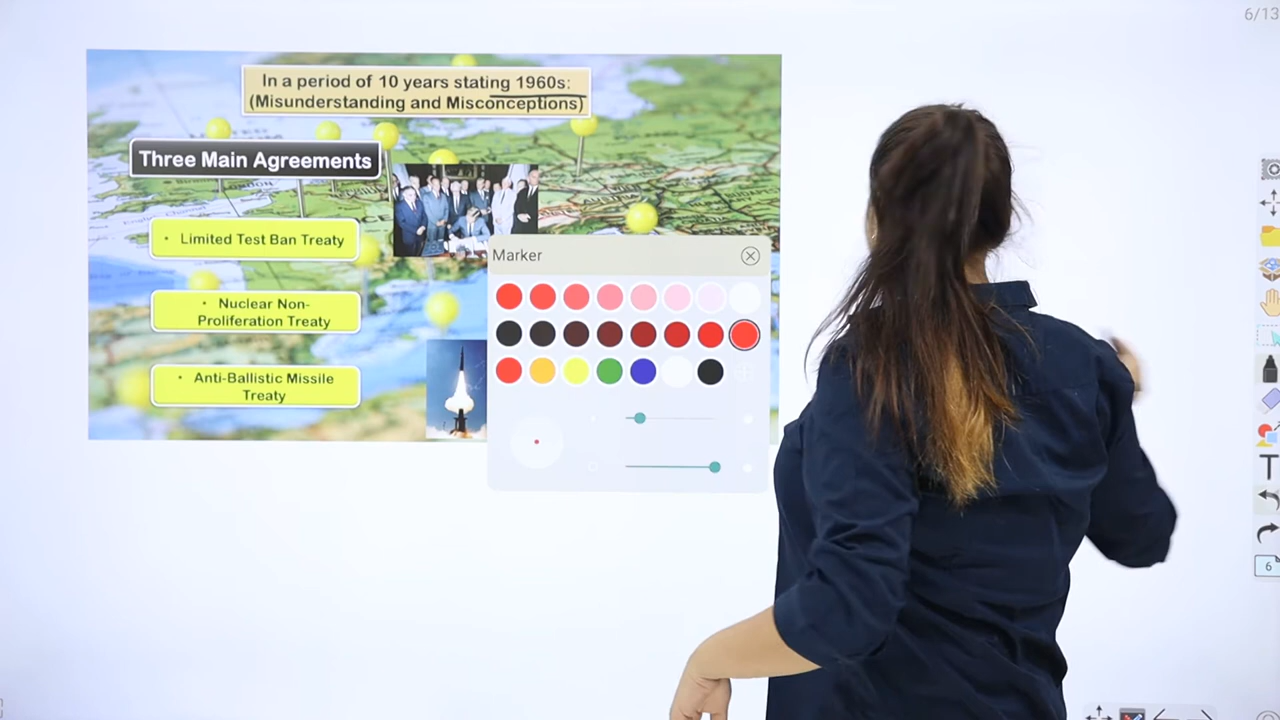 6/13
In a period of 10 years stating 1960s:
(Misunderstanding and Misconceptions)
Three Main Agreements
• Limited Test Ban Treaty
• Nuclear Non-
Proliferation Treaty
• Anti-Ballistic Missile
Treaty
Marker
T
6